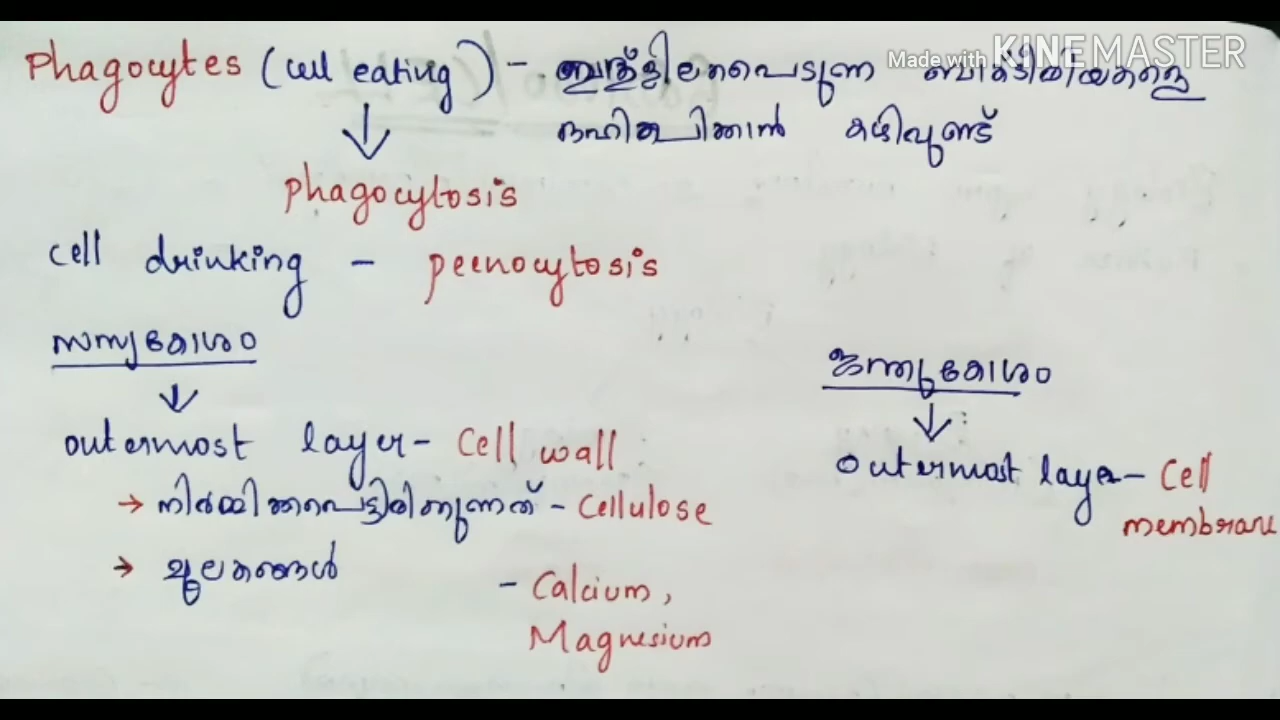 Phagocytes (cell eating) - ബാക്ടീരിയകളെ
Made with KINEMASTER
ദഹിപ്പിക്കാൻ കഴിവുണ്ട്
↓
phagocytosis
cell drinking - peenocytosis
സസ്യകോശം
ജന്തുകോശം
↓
↓
outermost layer - Cell wall
outermost layer - Cell
membrane
→ നിർമ്മിക്കപ്പെട്ടിരിക്കുന്നത് - Cellulose
→ മൂലകങ്ങൾ - Calcium,
Magnesium